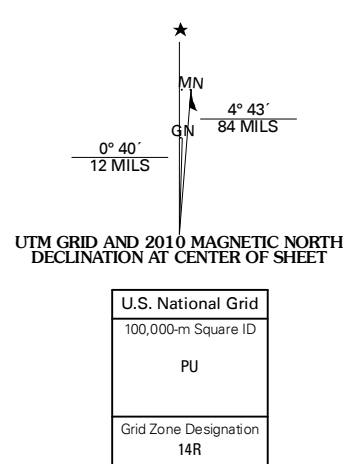 MN
4° 43´
84 MILS
GN
0° 40´
12 MILS
UTM GRID AND 2010 MAGNETIC NORTH
DECLINATION AT CENTER OF SHEET
U.S. National Grid
100,000-m Square ID
PU
Grid Zone Designation
14R